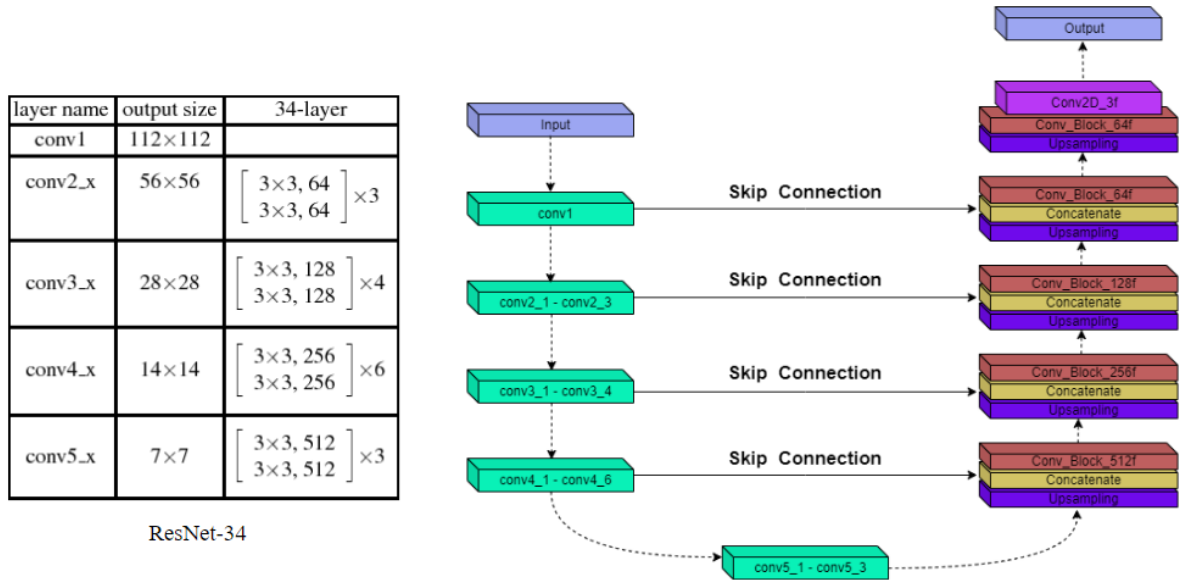 layer name output size 34-layer
conv1 112×112
conv2_x 56×56 [ 3×3, 64
3×3, 64 ] ×3
conv3_x 28×28 [ 3×3, 128
3×3, 128 ] ×4
conv4_x 14×14 [ 3×3, 256
3×3, 256 ] ×6
conv5_x 7×7 [ 3×3, 512
3×3, 512 ] ×3
ResNet-34
Input
conv1
conv2_1 - conv2_3
conv3_1 - conv3_4
conv4_1 - conv4_6
conv5_1 - conv5_3
Skip Connection
Skip Connection
Skip Connection
Skip Connection
Output
Conv2D_3f
Conv_Block_64f
Upsampling
Conv_Block_64f
Concatenate
Upsampling
Conv_Block_128f
Concatenate
Upsampling
Conv_Block_256f
Concatenate
Upsampling
Conv_Block_512f
Concatenate
Upsampling